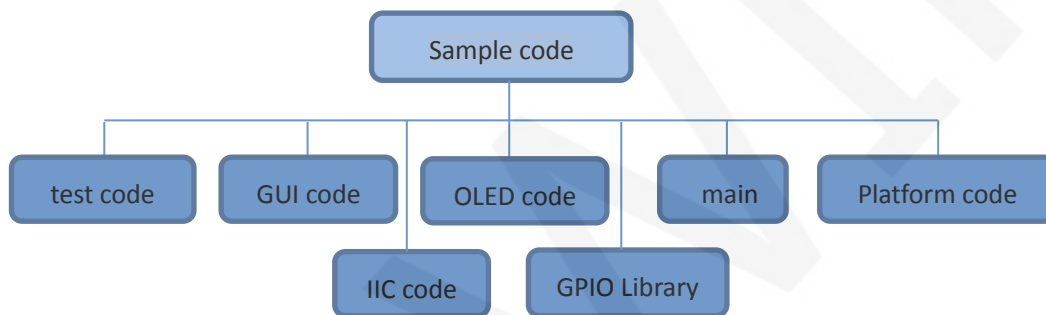 Sample code
test code
GUI code
OLED code
main
Platform code
IIC code
GPIO Library